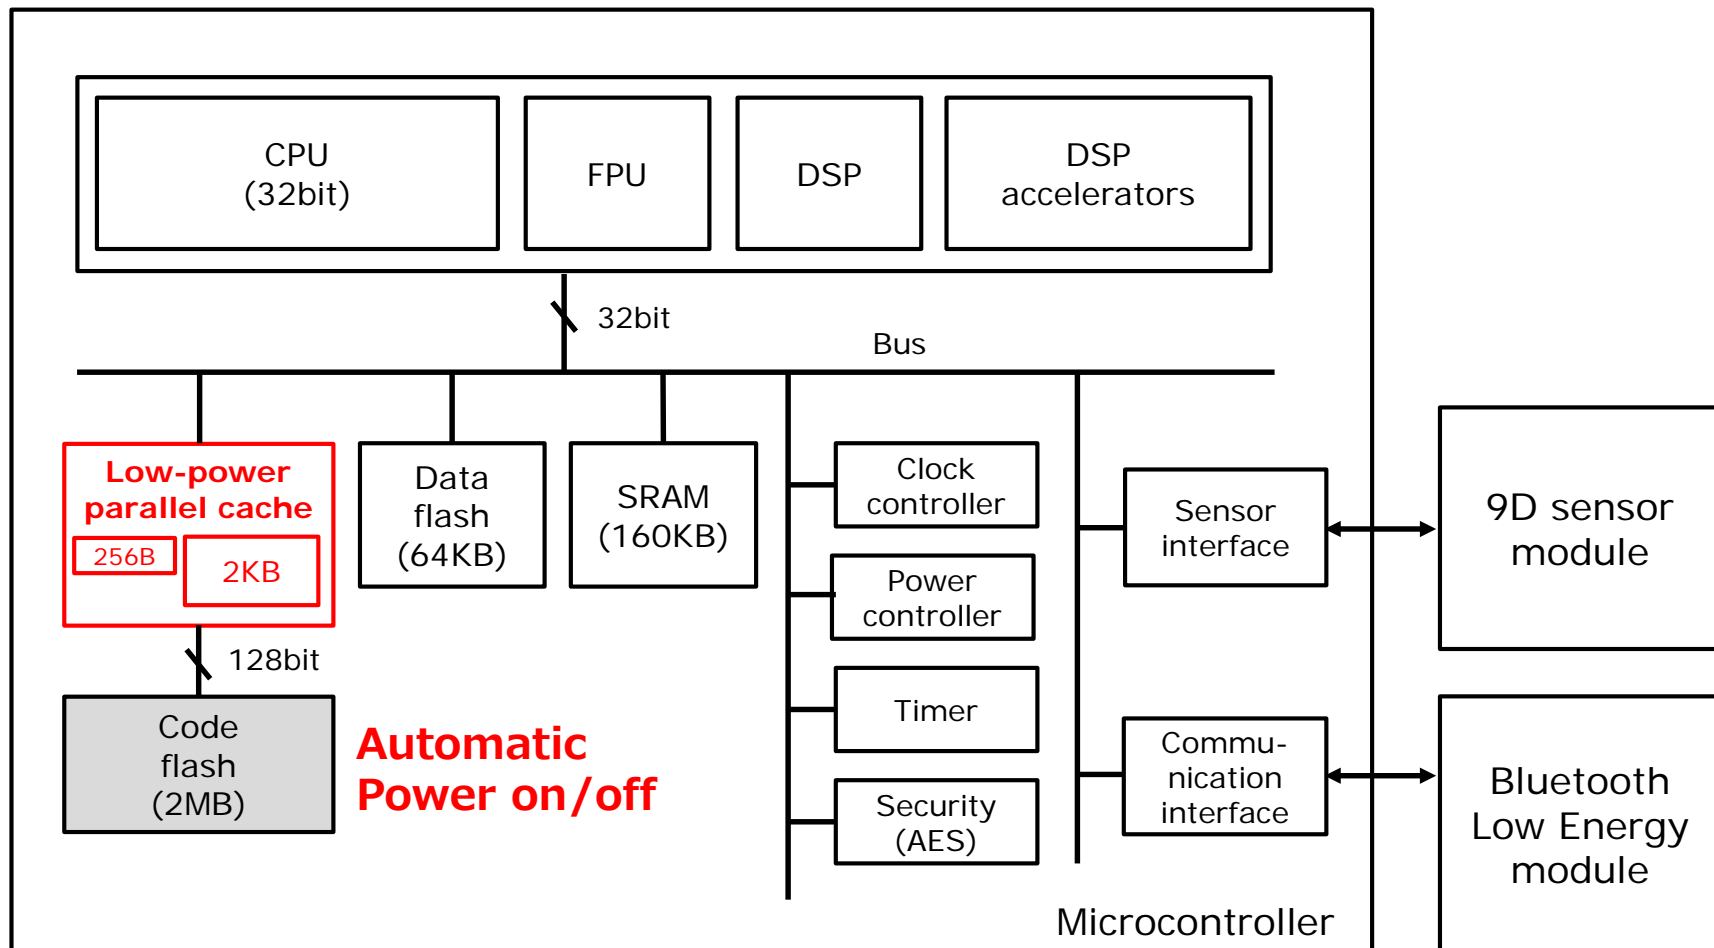 CPU
(32bit)
FPU
DSP
DSP
accelerators
32bit
Bus
Low-power
parallel cache
256B
2KB
Data
flash
(64KB)
SRAM
(160KB)
Clock
controller
Power
controller
Timer
Security
(AES)
Sensor
interface
Commu-
nication
interface
9D sensor
module
Bluetooth
Low Energy
module
128bit
Code
flash
(2MB)
Automatic
Power on/off
Microcontroller